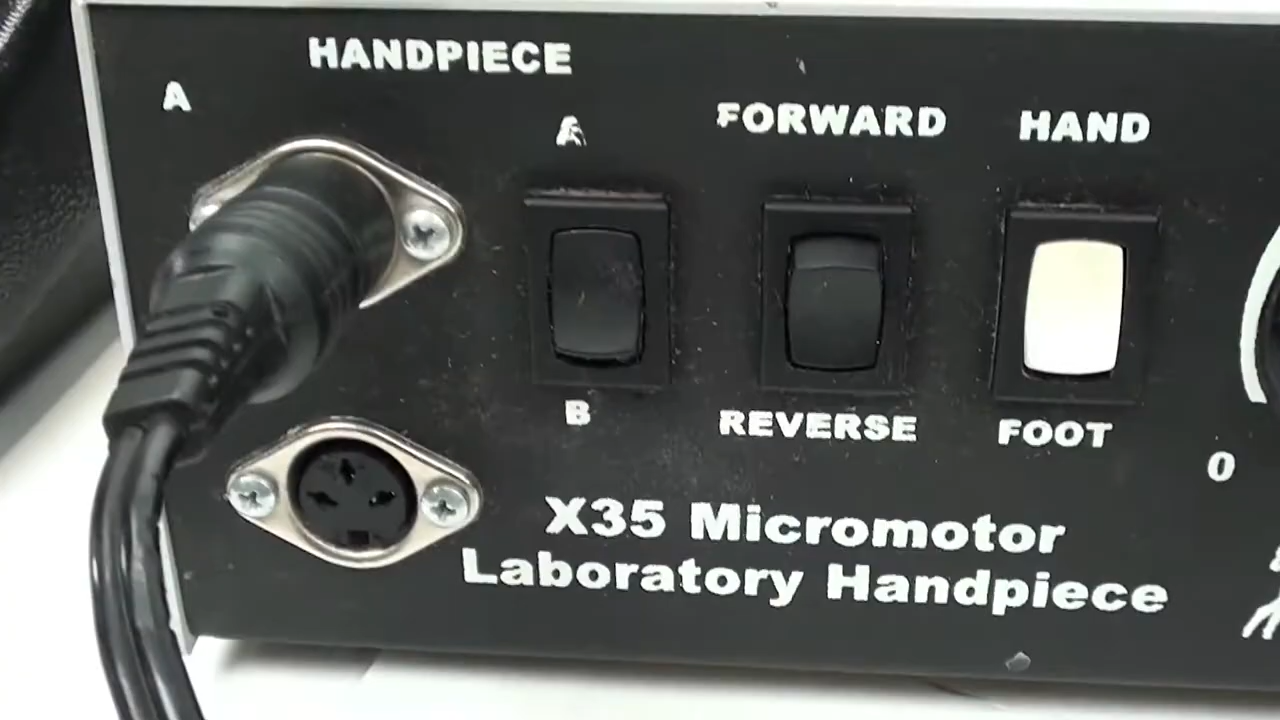 HANDPIECE
A
A
FORWARD
HAND
B
REVERSE
FOOT
0
X35 Micromotor
Laboratory Handpiece